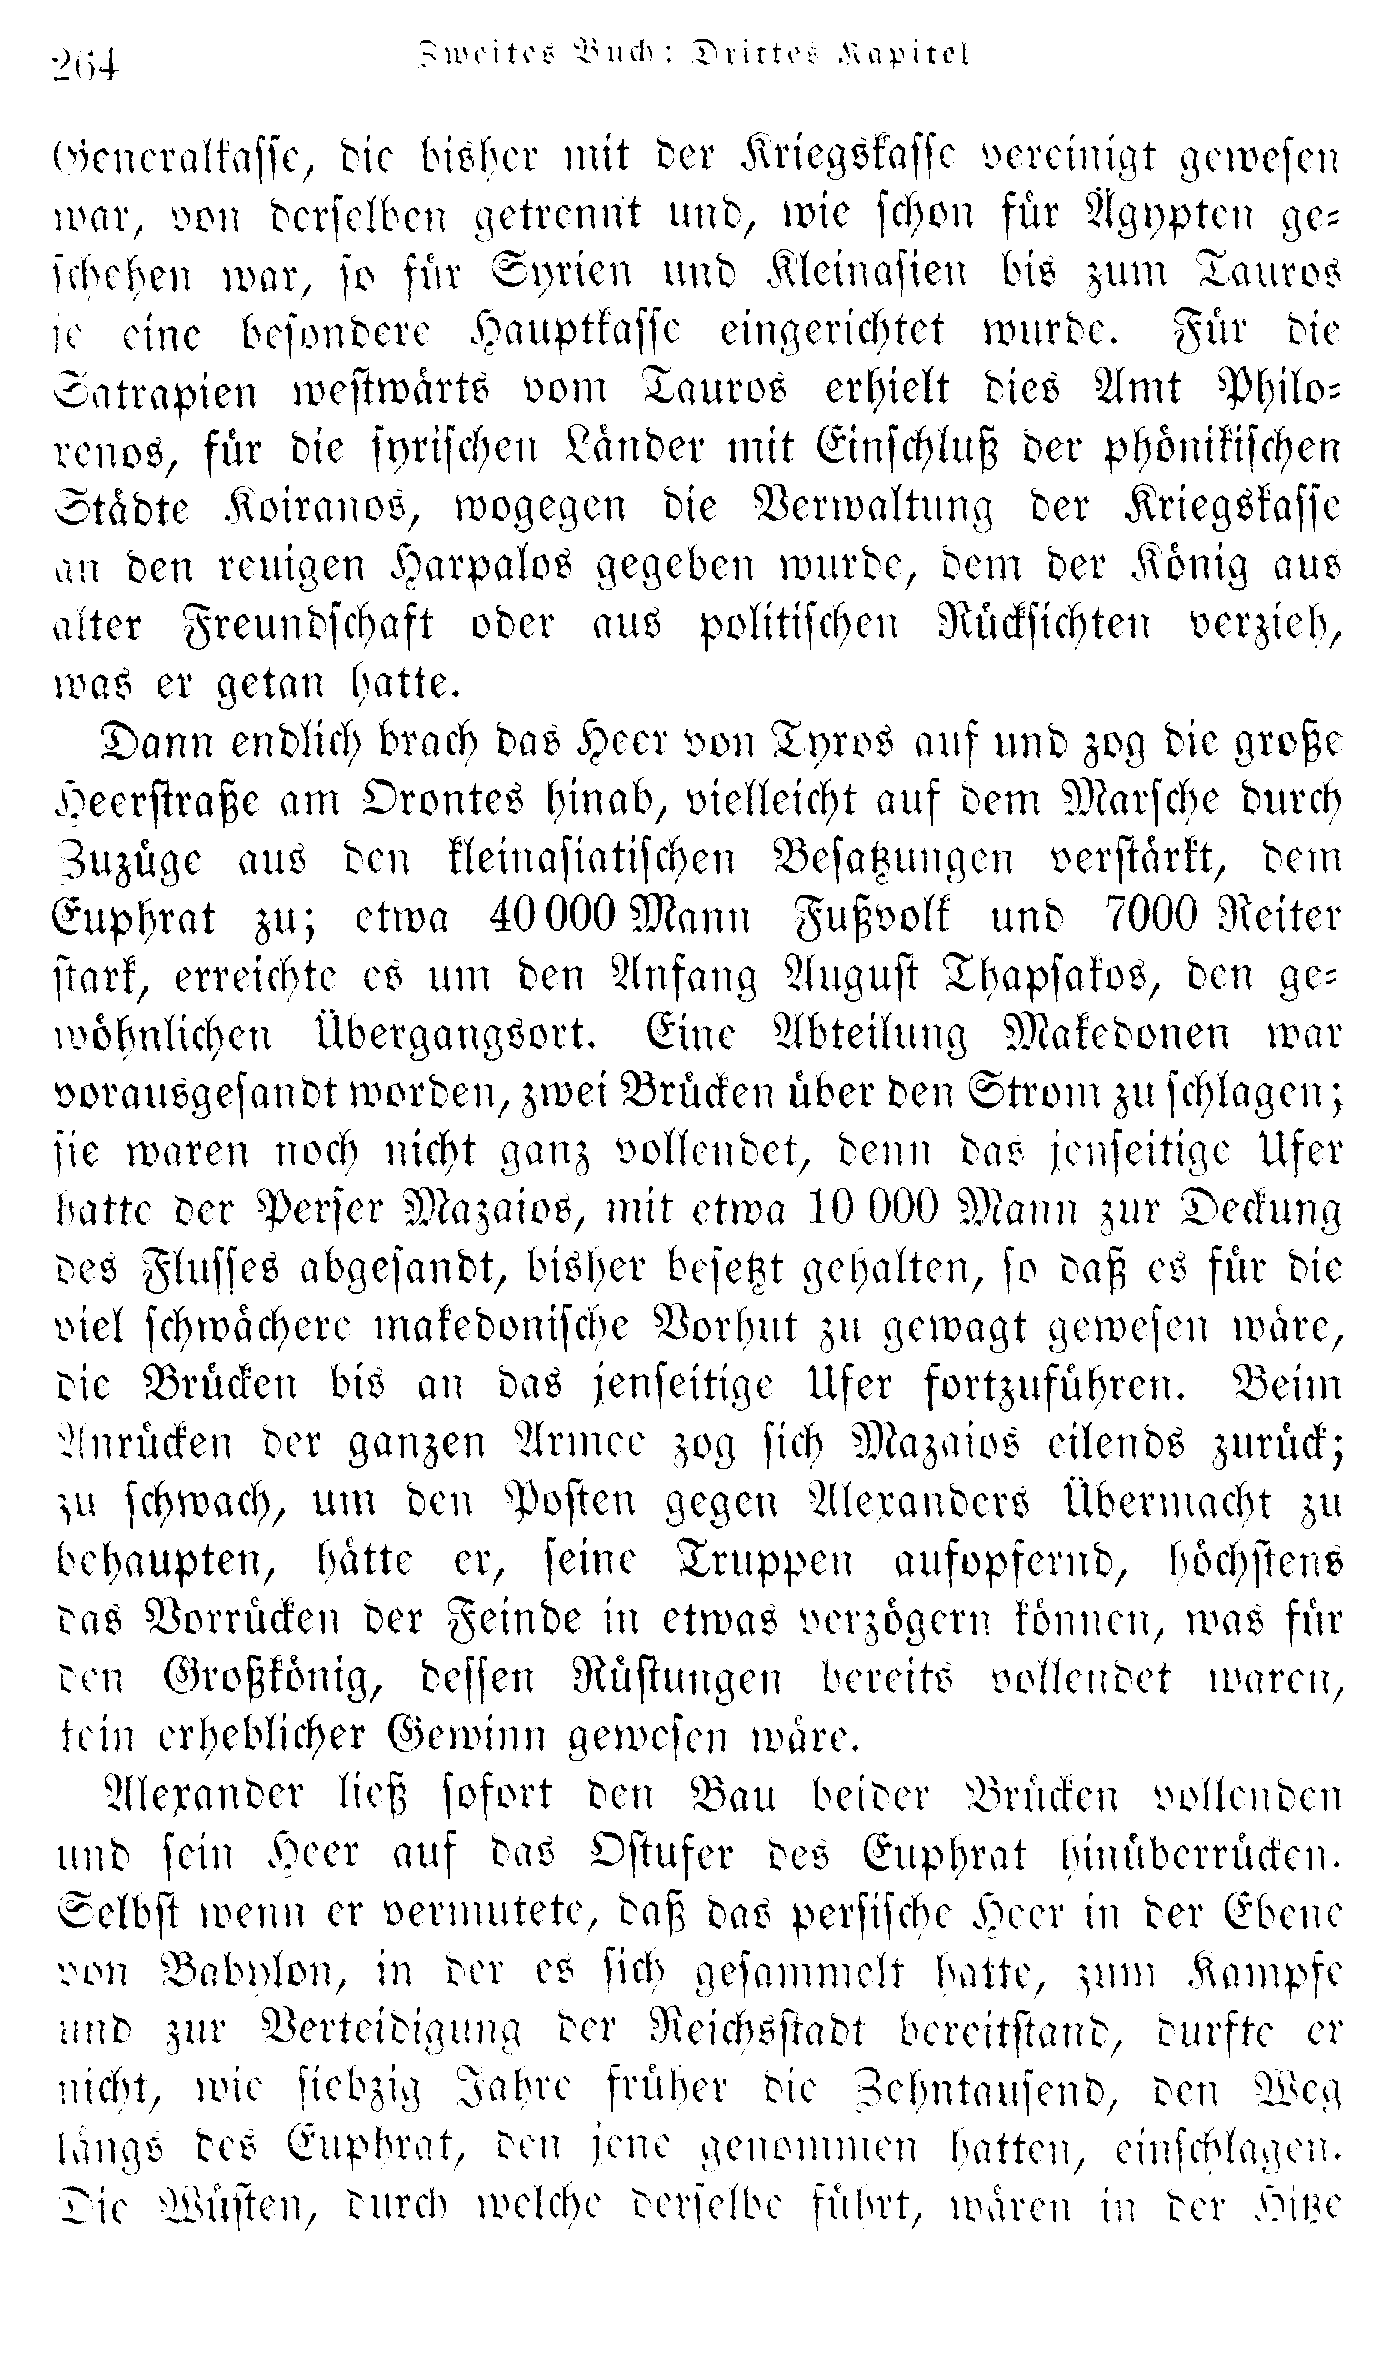 264
Zweites Buch: Drittes Kapitel
Generalkasse, die bisher mit der Kriegskasse vereinigt gewesen
war, von derselben getrennt und, wie schon für Ägypten ge-
schehen war, so für Syrien und Kleinasien bis zum Tauros
je eine besondere Hauptkasse eingerichtet wurde. Für die
Satrapien westwärts vom Tauros erhielt dies Amt Philo-
xenos, für die syrischen Länder mit Einschluß der phönikischen
Städte Koiranos, wogegen die Verwaltung der Kriegskasse
an den reuigen Harpalos gegeben wurde, dem der König aus
alter Freundschaft oder aus politischen Rücksichten verzieh,
was er getan hatte.
Dann endlich brach das Heer von Tyros auf und zog die große
Heerstraße am Orontes hinab, vielleicht auf dem Marsche durch
Zuzüge aus den kleinasiatischen Besatzungen verstärkt, dem
Euphrat zu; etwa 40 000 Mann Fußvolk und 7000 Reiter
stark, erreichte es um den Anfang August Thapsakos, den ge-
wöhnlichen Übergangsort. Eine Abteilung Makedonen war
vorausgesandt worden, zwei Brücken über den Strom zu schlagen;
sie waren noch nicht ganz vollendet, denn das jenseitige Ufer
hatte der Perser Mazaios, mit etwa 10 000 Mann zur Deckung
des Flusses abgesandt, bisher besetzt gehalten, so daß es für die
viel schwächere makedonische Vorhut zu gewagt gewesen wäre,
die Brücken bis an das jenseitige Ufer fortzuführen. Beim
Anrücken der ganzen Armee zog sich Mazaios eilends zurück;
zu schwach, um den Posten gegen Alexanders Übermacht zu
behaupten, hätte er, seine Truppen aufopfernd, höchstens
das Vorrücken der Feinde in etwas verzögern können, was für
den Großkönig, dessen Rüstungen bereits vollendet waren,
kein erheblicher Gewinn gewesen wäre.
Alexander ließ sofort den Bau beider Brücken vollenden
und sein Heer auf das Ostufer des Euphrat hinüberrücken.
Selbst wenn er vermutete, daß das persische Heer in der Ebene
von Babylon, in der es sich gesammelt hatte, zum Kampfe
und zur Verteidigung der Reichsstadt bereitstand, durfte er
nicht, wie siebzig Jahre früher die Zehntausend, den Weg
längs des Euphrat, den jene genommen hatten, einschlagen.
Die Wüsten, durch welche derselbe führt, wären in der Hitze